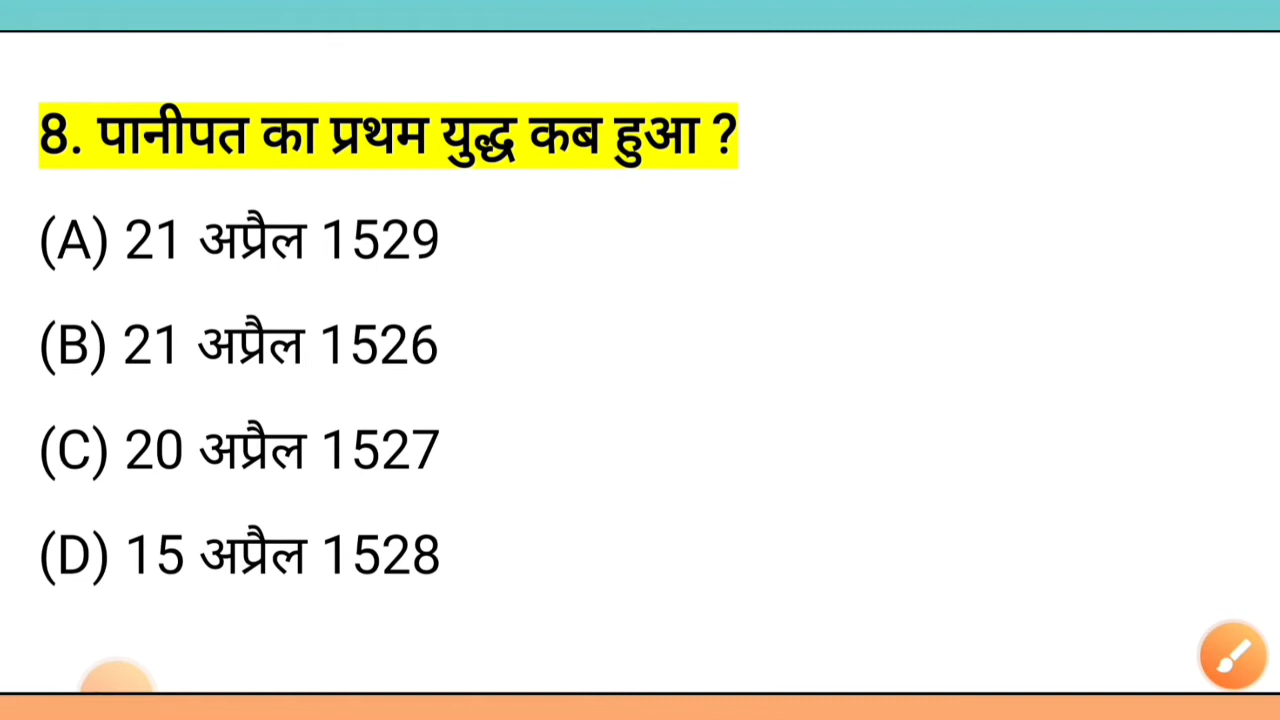 8. पानीपत का प्रथम युद्ध कब हुआ ?
(A) 21 अप्रैल 1529
(B) 21 अप्रैल 1526
(C) 20 अप्रैल 1527
(D) 15 अप्रैल 1528